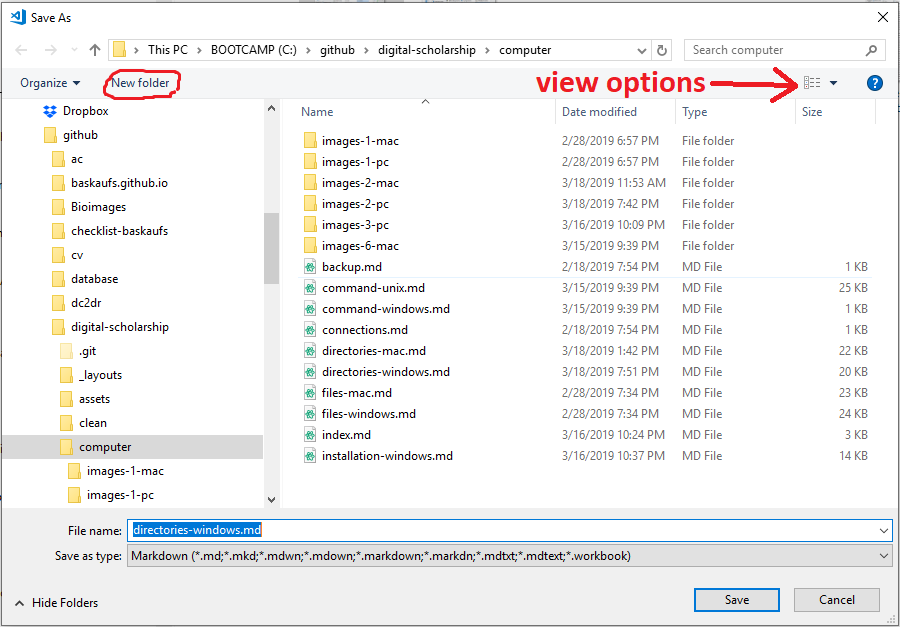 Save As
This PC > BOOTCAMP (C:) > github > digital-scholarship > computer
Search computer
Organize
New folder
view options
?
Dropbox
github
ac
baskaufs.github.io
Bioimages
checklist-baskaufs
cv
database
dc2dr
digital-scholarship
.git
_layouts
assets
clean
computer
images-1-mac
images-1-pc
Name Date modified Type Size
images-1-mac 2/28/2019 6:57 PM File folder
images-1-pc 2/28/2019 6:57 PM File folder
images-2-mac 3/18/2019 11:53 AM File folder
images-2-pc 3/18/2019 7:42 PM File folder
images-3-pc 3/16/2019 10:09 PM File folder
images-6-mac 3/15/2019 9:39 PM File folder
backup.md 2/18/2019 7:54 PM MD File 1 KB
command-unix.md 3/15/2019 9:39 PM MD File 25 KB
command-windows.md 3/15/2019 9:39 PM MD File 1 KB
connections.md 2/18/2019 7:54 PM MD File 1 KB
directories-mac.md 3/18/2019 1:42 PM MD File 22 KB
directories-windows.md 3/18/2019 7:51 PM MD File 20 KB
files-mac.md 2/28/2019 7:34 PM MD File 23 KB
files-windows.md 2/28/2019 7:34 PM MD File 24 KB
index.md 3/16/2019 10:24 PM MD File 3 KB
installation-windows.md 3/16/2019 10:37 PM MD File 14 KB
File name: directories-windows.md
Save as type: Markdown (*.md;*.mkd;*.mdwn;*.mdown;*.markdown;*.markdn;*.mdtxt;*.mdtext;*.workbook)
Hide Folders
Save
Cancel